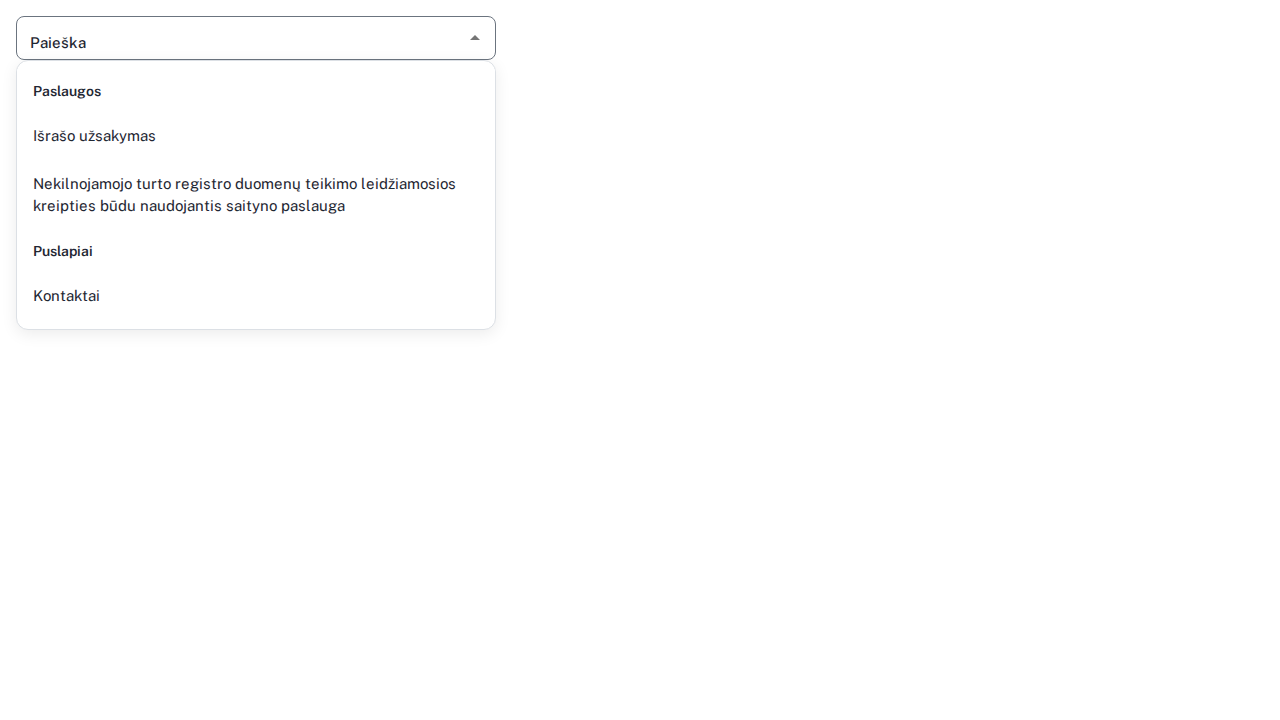 Paieška
Paslaugos
Išrašo užsakymas
Nekilnojamojo turto registro duomenų teikimo leidžiamosios
kreipties būdu naudojantis saityno paslauga
Puslapiai
Kontaktai